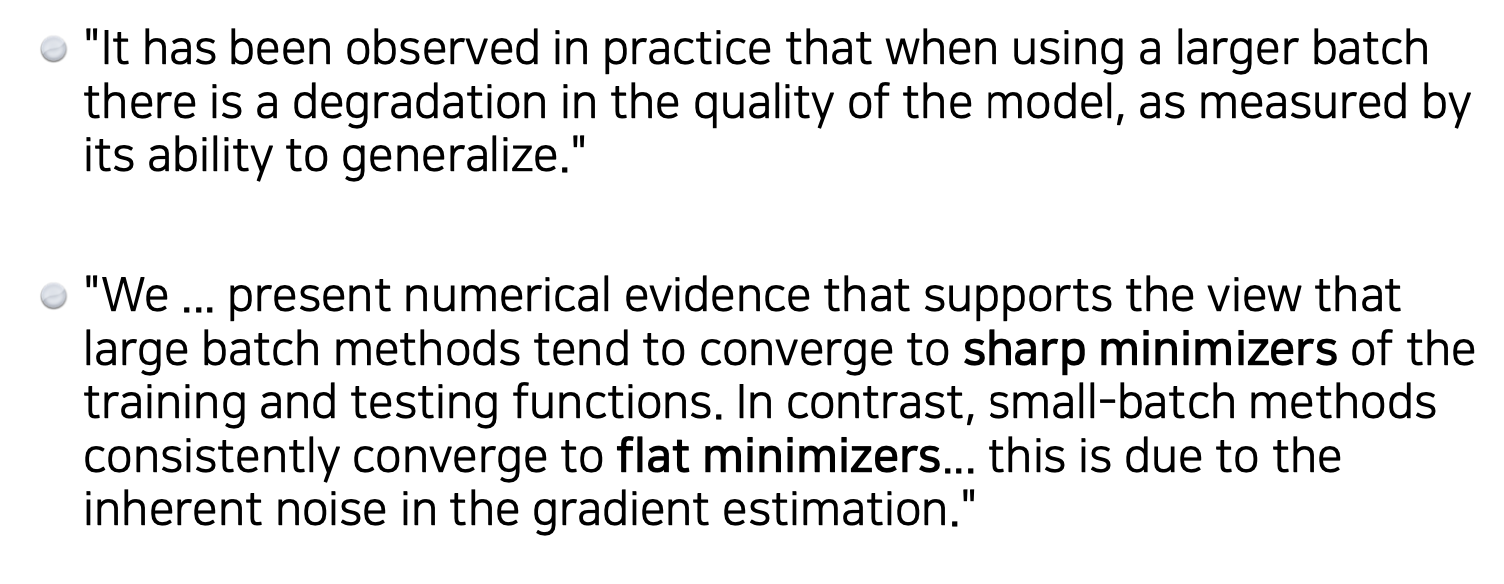 "It has been observed in practice that when using a larger batch
there is a degradation in the quality of the model, as measured by
its ability to generalize."
"We ... present numerical evidence that supports the view that
large batch methods tend to converge to sharp minimizers of the
training and testing functions. In contrast, small-batch methods
consistently converge to flat minimizers... this is due to the
inherent noise in the gradient estimation."